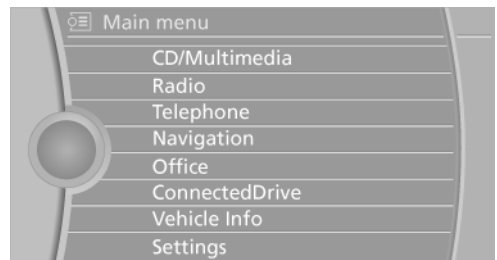 Main menu
CD/Multimedia
Radio
Telephone
Navigation
Office
ConnectedDrive
Vehicle Info
Settings